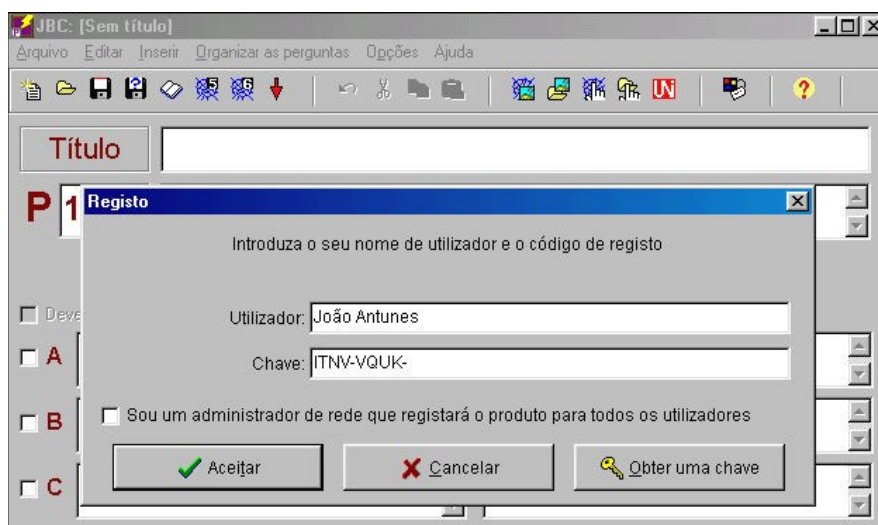 JBC: [Sem título]
Arquivo Editar Inserir Organizar as perguntas Opções Ajuda
Título
P 1
Registo
Introduza o seu nome de utilizador e o código de registo
Utilizador: João Antunes
Deve
Chave: ITNV-VQUK-
A
Sou um administrador de rede que registará o produto para todos os utilizadores
B
Aceitar Cancelar Obter uma chave
C